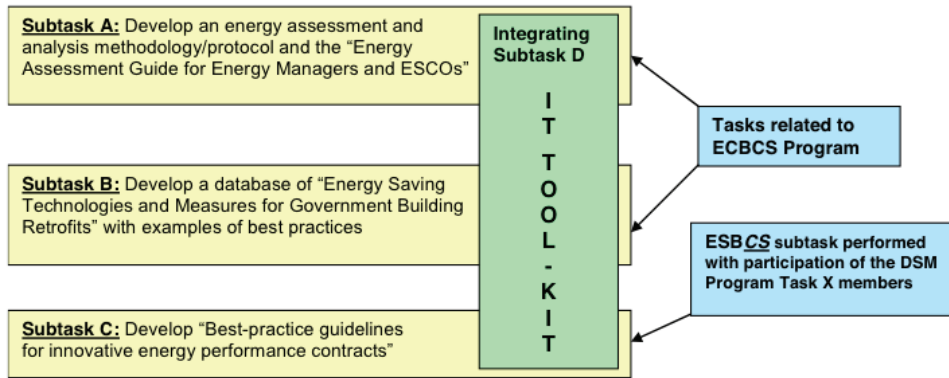 Subtask A: Develop an energy assessment and
analysis methodology/protocol and the “Energy
Assessment Guide for Energy Managers and ESCOs”
Integrating
Subtask D
I
T
T
O
O
L
-
K
I
T
Tasks related to
ECBCS Program
Subtask B: Develop a database of “Energy Saving
Technologies and Measures for Government Building
Retrofits” with examples of best practices
ESBCS subtask performed
with participation of the DSM
Program Task X members
Subtask C: Develop “Best-practice guidelines
for innovative energy performance contracts”